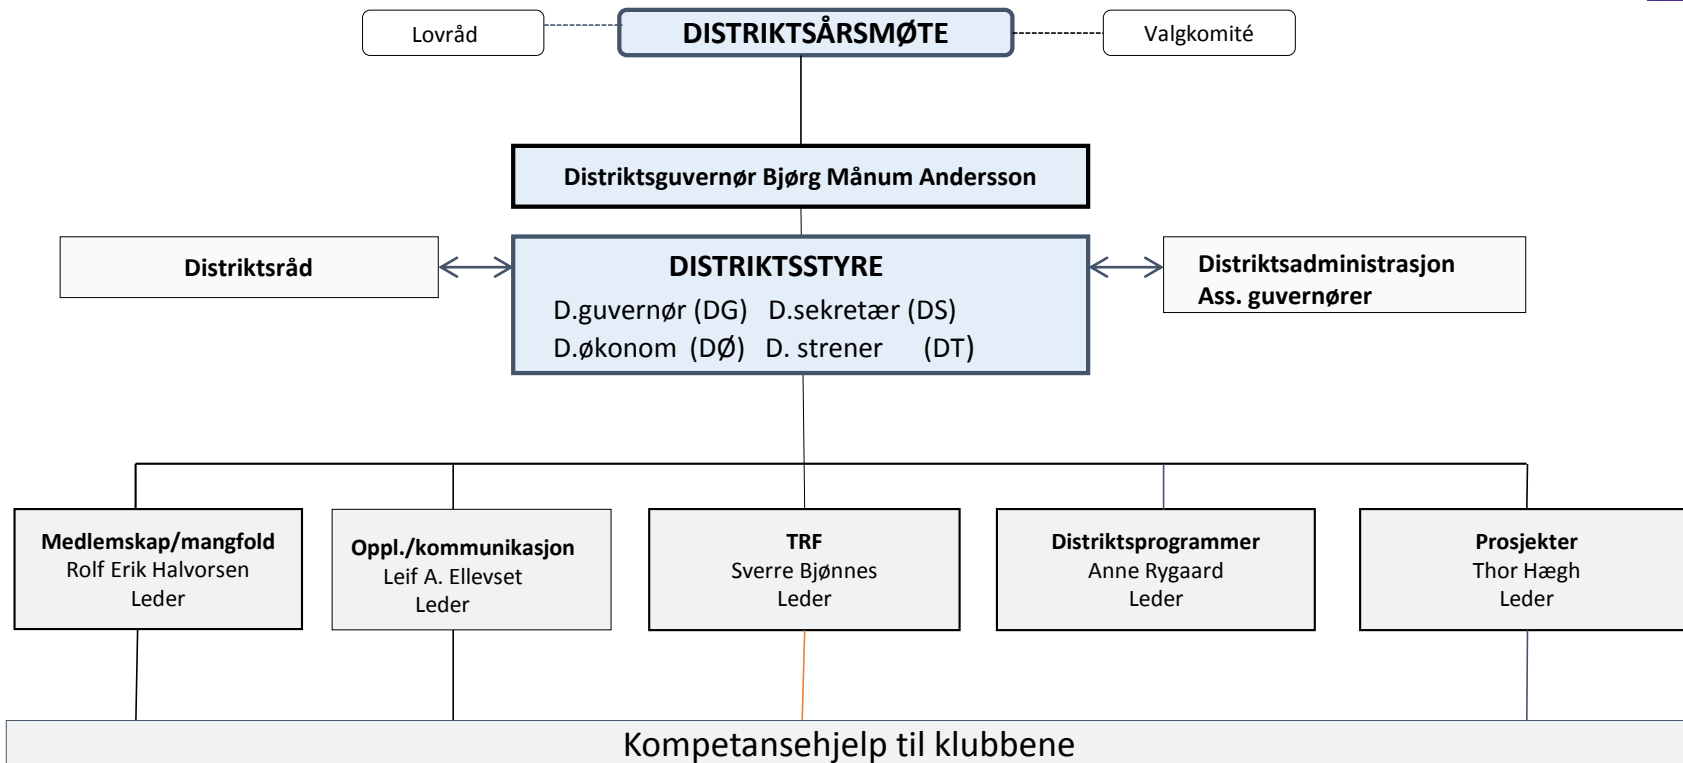 Lovråd
DISTRIKTSÅRSMØTE
Valgkomité
Distriktsguvernør Bjørg Månum Andersson
Distriktsråd
DISTRIKTSSTYRE
D.guvernør (DG) D.sekretær (DS)
D.økonom (DØ) D. strener (DT)
Distriktsadministrasjon
Ass. guvernører
Medlemskap/mangfold
Rolf Erik Halvorsen
Leder
Oppl./kommunikasjon
Leif A. Ellevset
Leder
TRF
Sverre Bjønnes
Leder
Distriktsprogrammer
Anne Rygaard
Leder
Prosjekter
Thor Hægh
Leder
Kompetansehjelp til klubbene